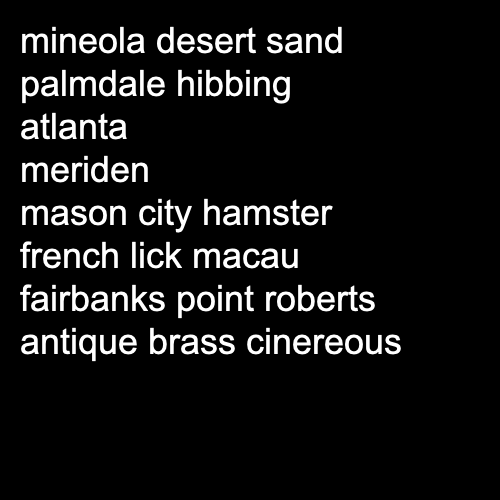 mineola desert sand
palmdale hibbing
atlanta
meriden
mason city hamster
french lick macau
fairbanks point roberts
antique brass cinereous